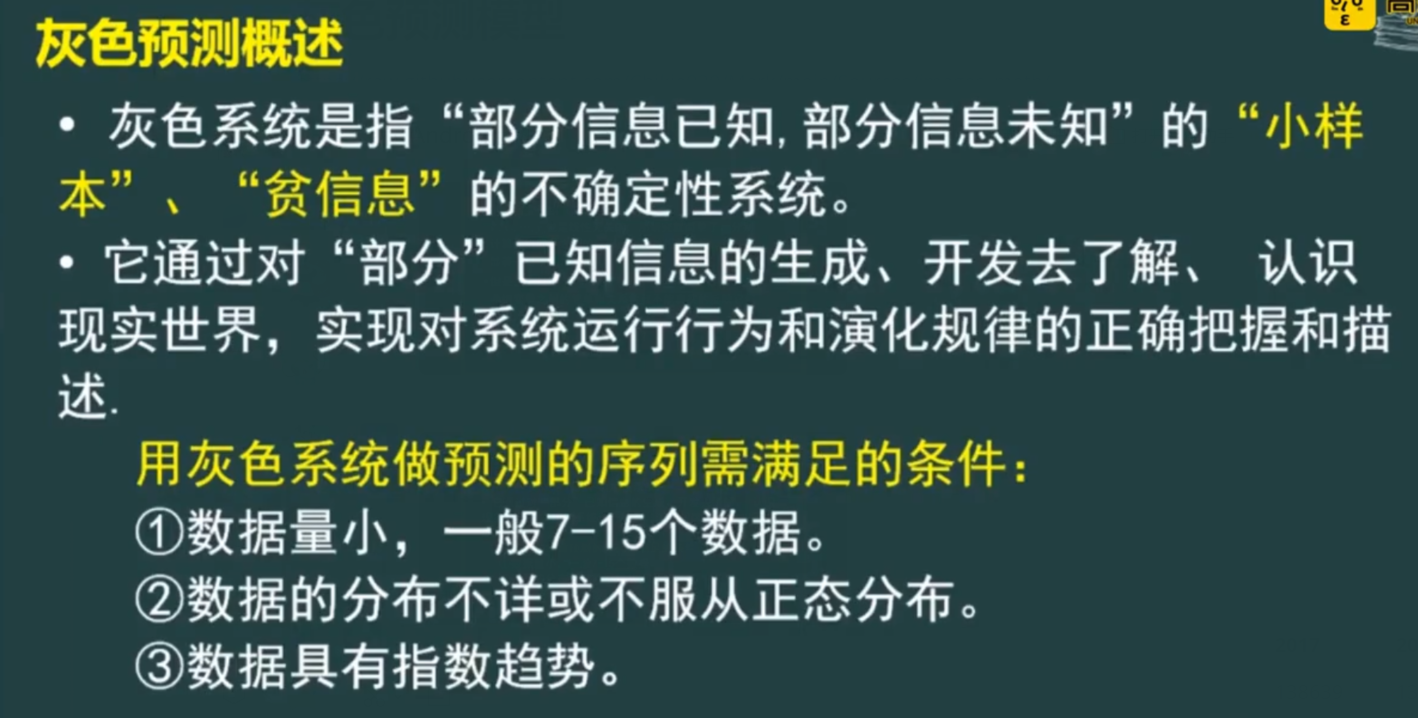 灰色预测概述
• 灰色系统是指“部分信息已知,部分信息未知”的“小样
本”、“贫信息”的不确定性系统。
• 它通过对“部分”已知信息的生成、开发去了解、 认识
现实世界，实现对系统运行行为和演化规律的正确把握和描
述.
用灰色系统做预测的序列需满足的条件：
①数据量小，一般7-15个数据。
②数据的分布不详或不服从正态分布。
③数据具有指数趋势。